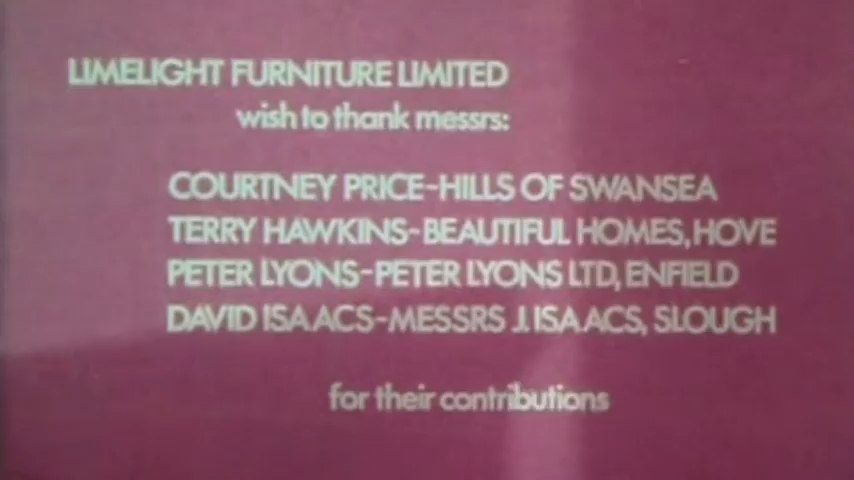 LIMELIGHT FURNITURE LIMITED
wish to thank messrs:
COURTNEY PRICE-HILLS OF SWANSEA
TERRY HAWKINS-BEAUTIFUL HOMES, HOVE
PETER LYONS-PETER LYONS LTD, ENFIELD
DAVID ISAACS-MESSRS J. ISAACS, SLOUGH
for their contributions